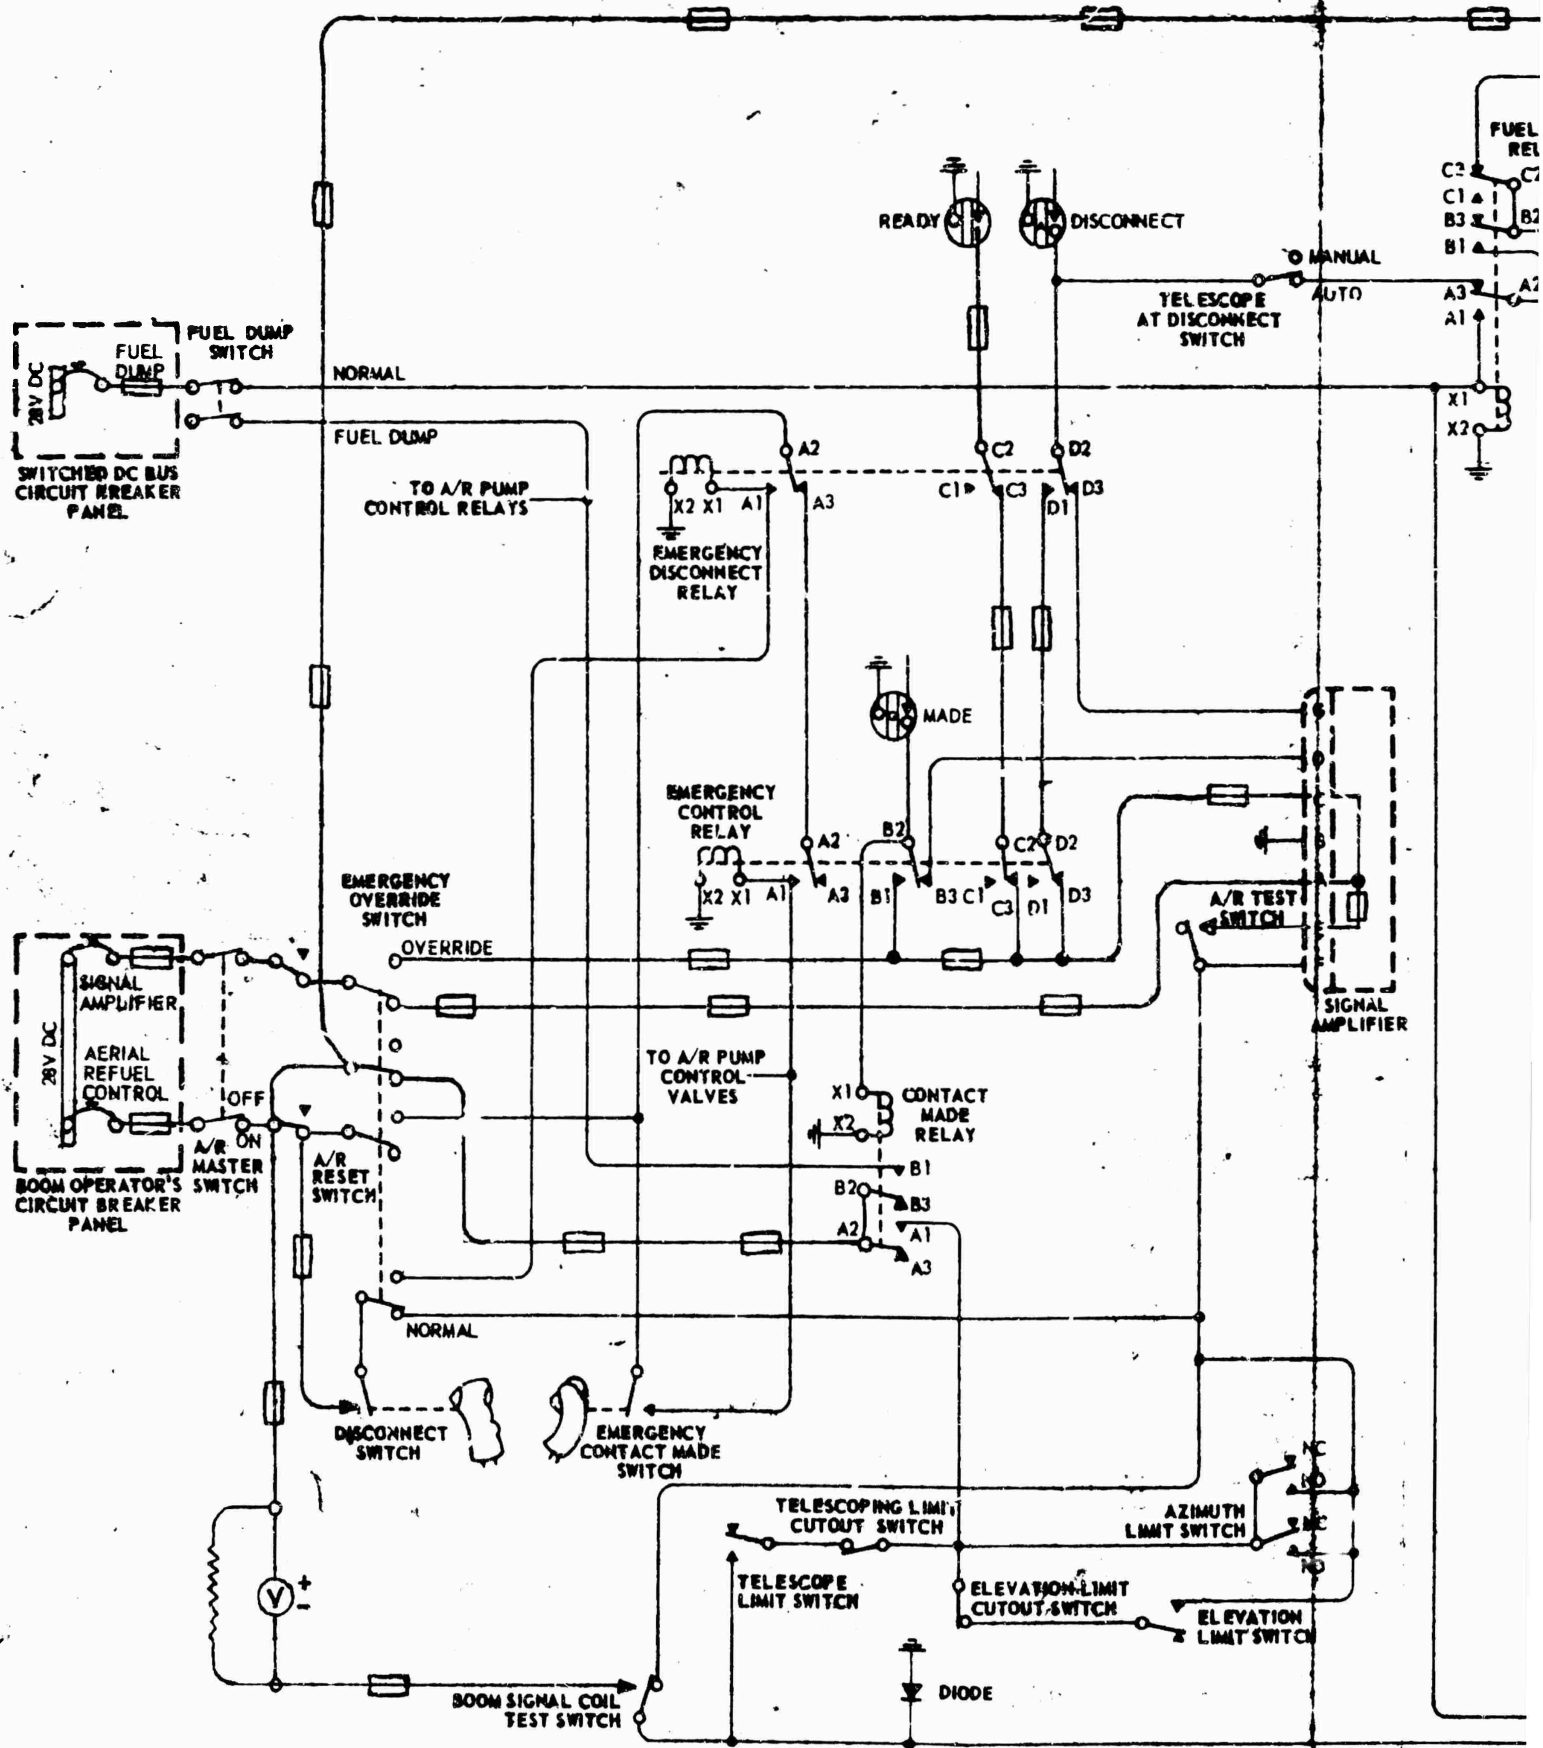 FUEL
REL
C3
C2
C1
B3
B2
B1
READY
DISCONNECT
MANUAL
AUTO
TELESCOPE
AT DISCONNECT
SWITCH
A3
A2
A1
X1
X2
28V DC
FUEL
DUMP
FUEL DUMP
SWITCH
NORMAL
FUEL DUMP
SWITCHED DC BUS
CIRCUIT BREAKER
PANEL
TO A/R PUMP
CONTROL RELAYS
A2
C2
D2
X2
X1
A1
A3
C1
C3
D1
D3
EMERGENCY
DISCONNECT
RELAY
MADE
EMERGENCY
CONTROL
RELAY
A2
B2
C2
D2
X2
X1
A1
A3
B1
B3
C1
C3
D1
D3
A/R TEST
SWITCH
SIGNAL
AMPLIFIER
EMERGENCY
OVERRIDE
SWITCH
OVERRIDE
28V DC
SIGNAL
AMPLIFIER
AERIAL
REFUEL
CONTROL
OFF
ON
A/R
MASTER
SWITCH
A/R
RESET
SWITCH
BOOM OPERATOR'S
CIRCUIT BREAKER
PANEL
TO A/R PUMP
CONTROL
VALVES
X1
X2
CONTACT
MADE
RELAY
B1
B2
B3
A2
A1
A3
NORMAL
DISCONNECT
SWITCH
EMERGENCY
CONTACT MADE
SWITCH
TELESCOPING LIMIT
CUTOUT SWITCH
AZIMUTH
LIMIT SWITCH
NC
NO
NC
NO
TELESCOPE
LIMIT SWITCH
ELEVATION LIMIT
CUTOUT SWITCH
ELEVATION
LIMIT SWITCH
V
+
-
BOOM SIGNAL COIL
TEST SWITCH
DIODE